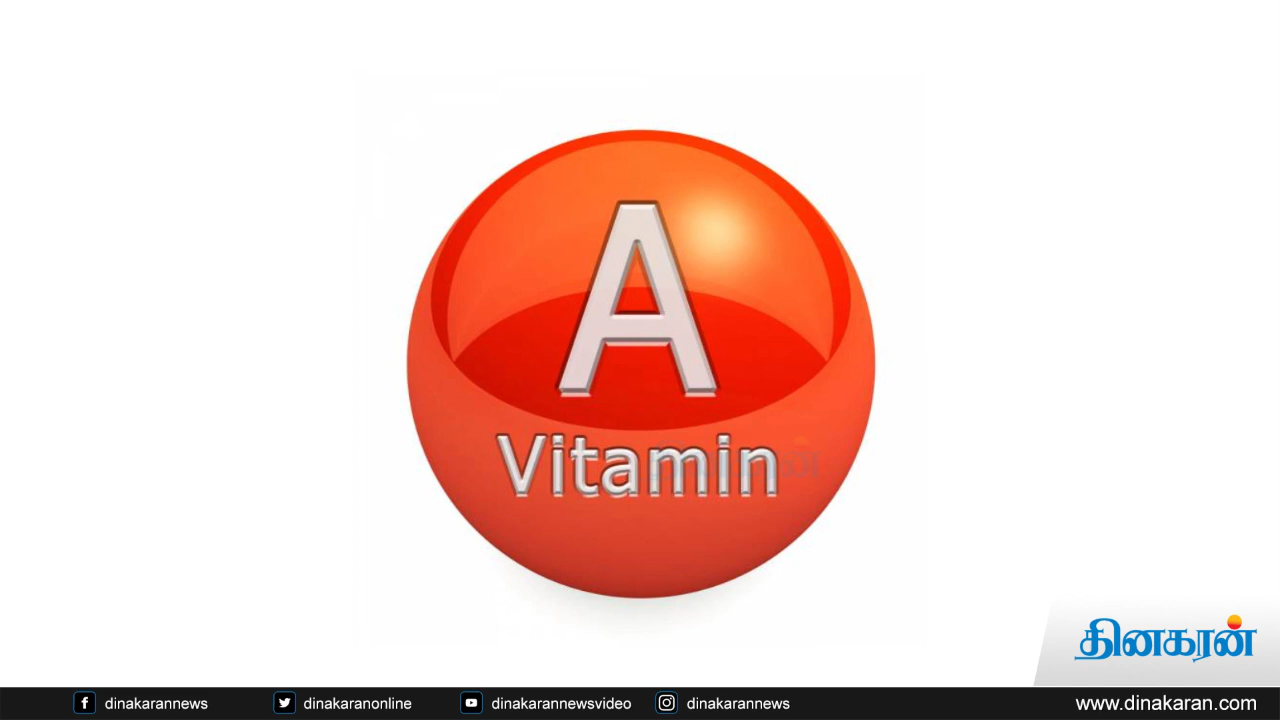 A
Vitamin
தினகரன்
dinakarannews
dinakaranonline
dinakarannewsvideo
dinakarannews
www.dinakaran.com